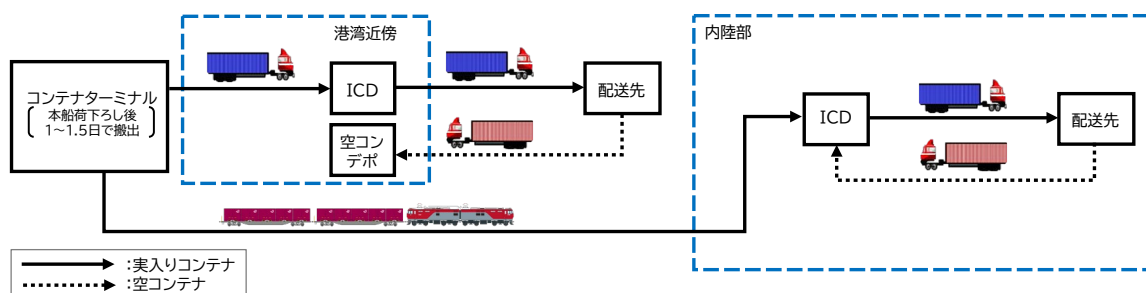 港湾近傍
内陸部
コンテナターミナル
本船荷下ろし後
1～1.5日で搬出
ICD
配送先
空コン
デポ
ICD
配送先
:実入りコンテナ
:空コンテナ